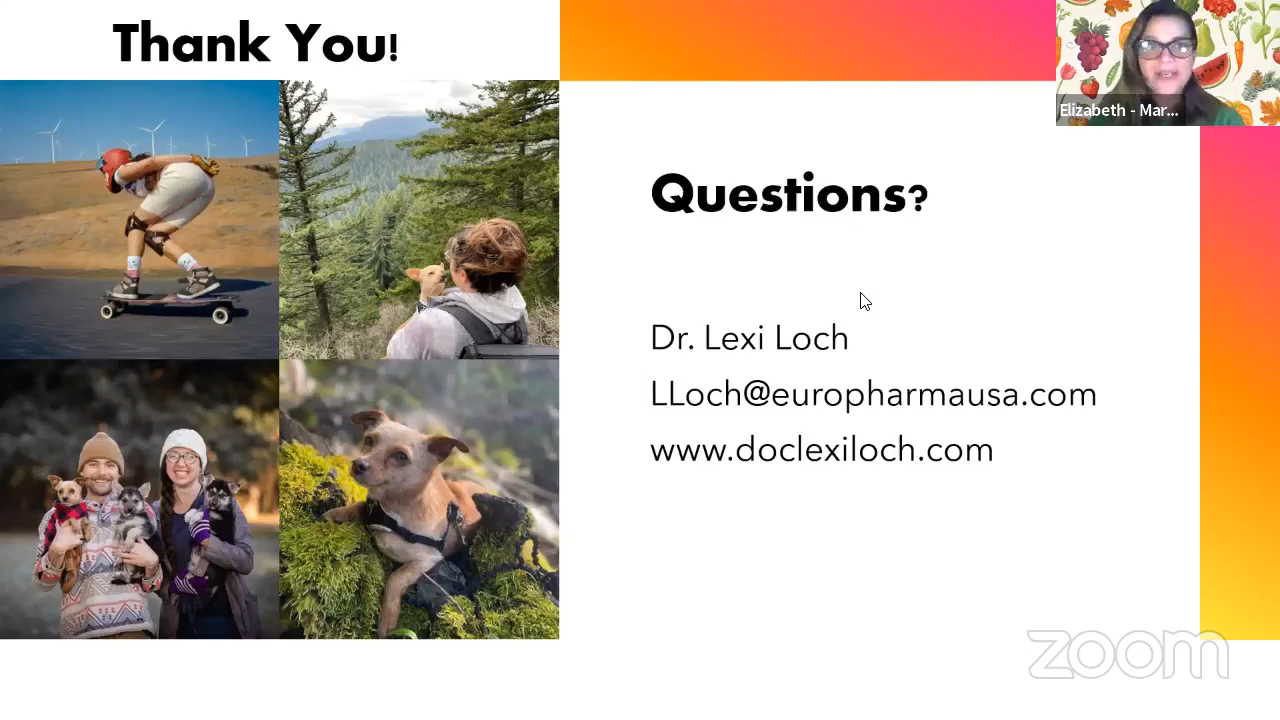 Thank You!
Elizabeth - Mar...
Questions?
Dr. Lexi Loch
LLoch@europharmausa.com
www.doclexiloch.com
zoom